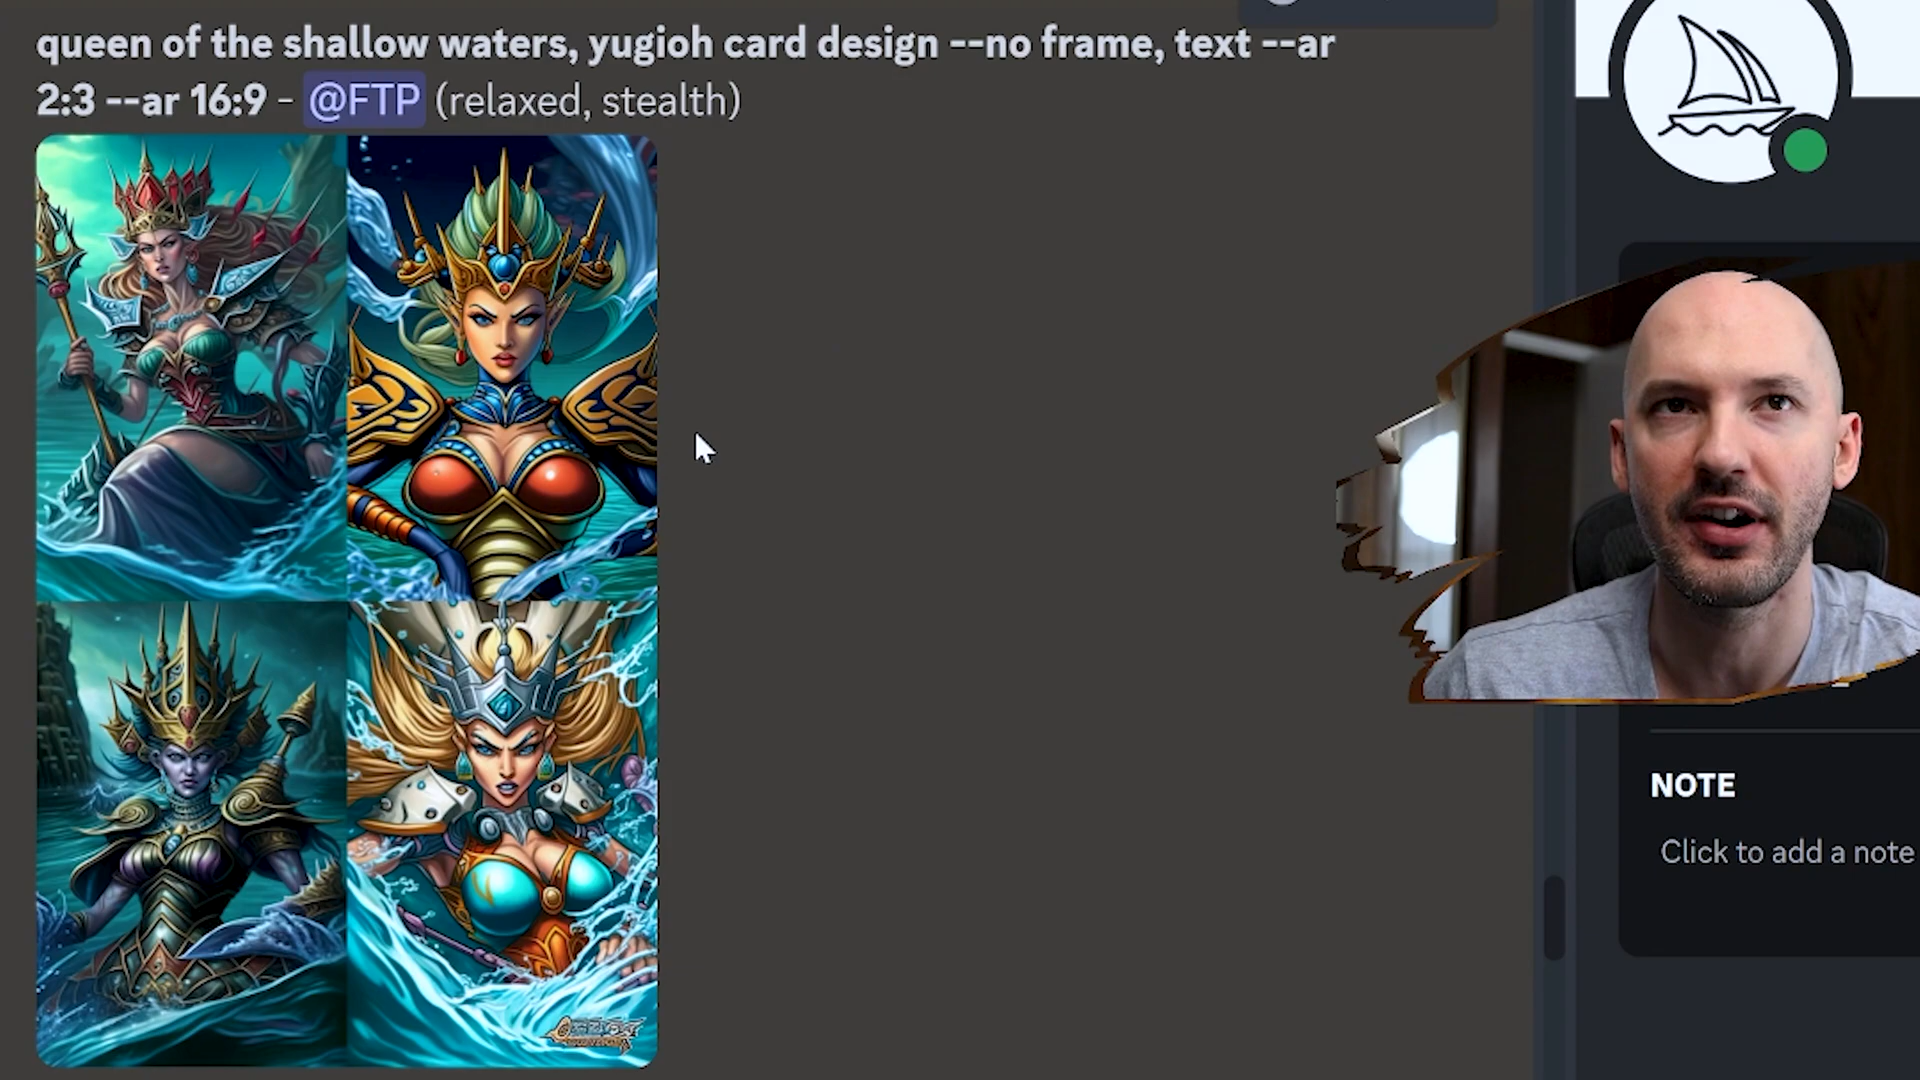 queen of the shallow waters, yugioh card design --no frame, text --ar
2:3 --ar 16:9 - @FTP (relaxed, stealth)
NOTE
Click to add a note